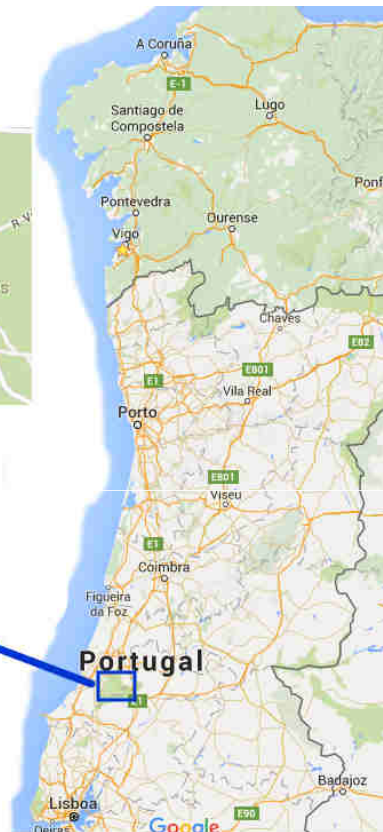 A Coruña
E-1
Santiago de
Compostela
Lugo
Ponf
Pontevedra
Ourense
R. V
Vigo
S
Chaves
E82
E801
E1
Vila Real
Porto
E801
Viseu
E1
Coimbra
Figueira
da Foz
Portugal
Badajoz
Lisboa
E90
Oeiras
Google